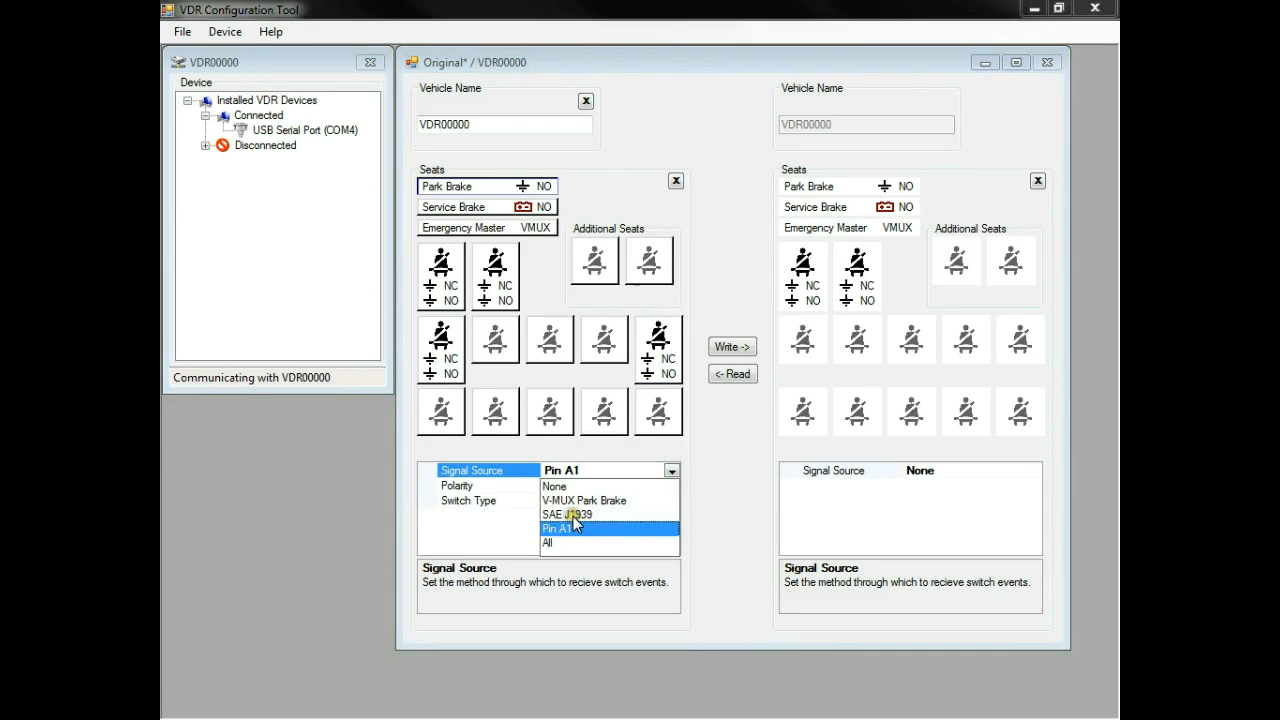 VDR Configuration Tool
File Device Help
VDR00000
Device
Installed VDR Devices
Connected
USB Serial Port (COM4)
Disconnected
Communicating with VDR00000
Original* / VDR00000
Vehicle Name
VDR00000
Seats
Park Brake NO
Service Brake NO
Emergency Master VMUX
Additional Seats
NC NC
NO NO
NC NC
NO NO
Signal Source Pin A1
Polarity
Switch Type
None
V-MUX Park Brake
SAE J1939
Pin A1
All
Signal Source
Set the method through which to recieve switch events.
Write ->
<- Read
Vehicle Name
VDR00000
Seats
Park Brake NO
Service Brake NO
Emergency Master VMUX
Additional Seats
NC NC
NO NO
Signal Source None
Signal Source
Set the method through which to recieve switch events.